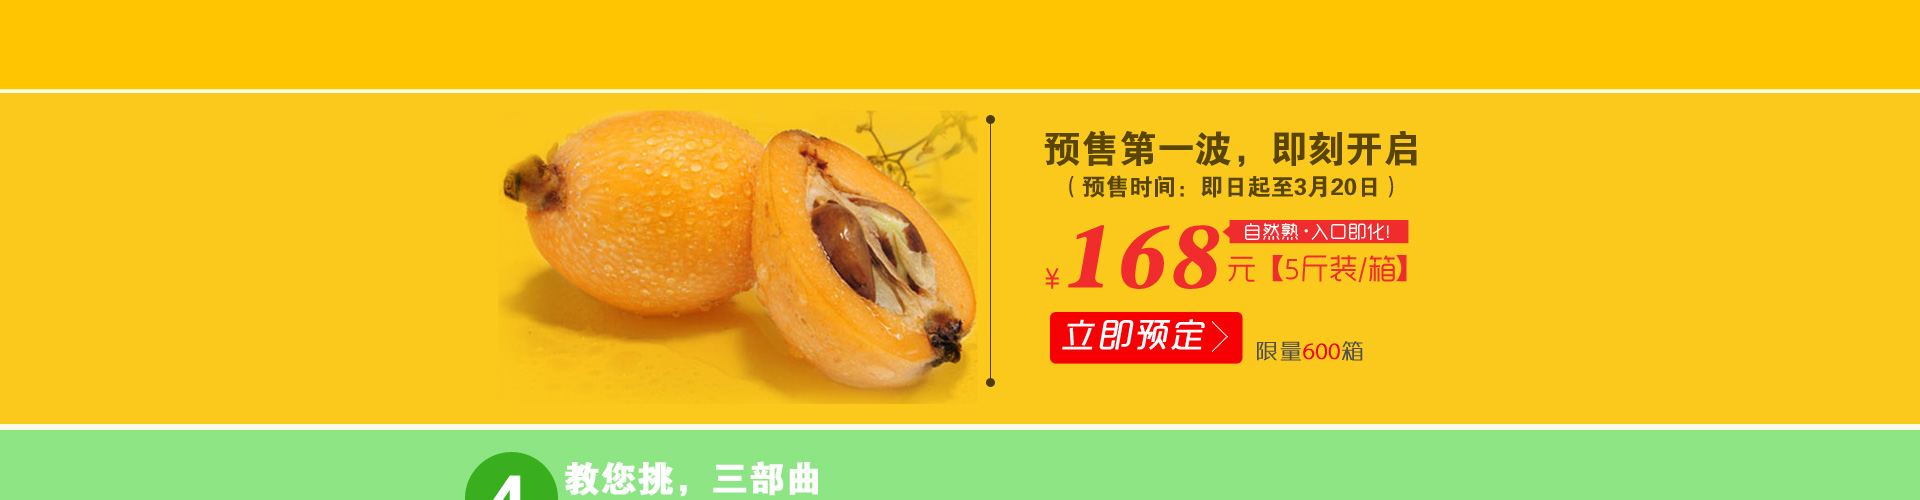 预售第一波，即刻开启
（预售时间：即日起至3月20日）
自然熟·入口即化!
¥168元【5斤装/箱】
立即预定>
限量600箱
4 教您挑，三部曲